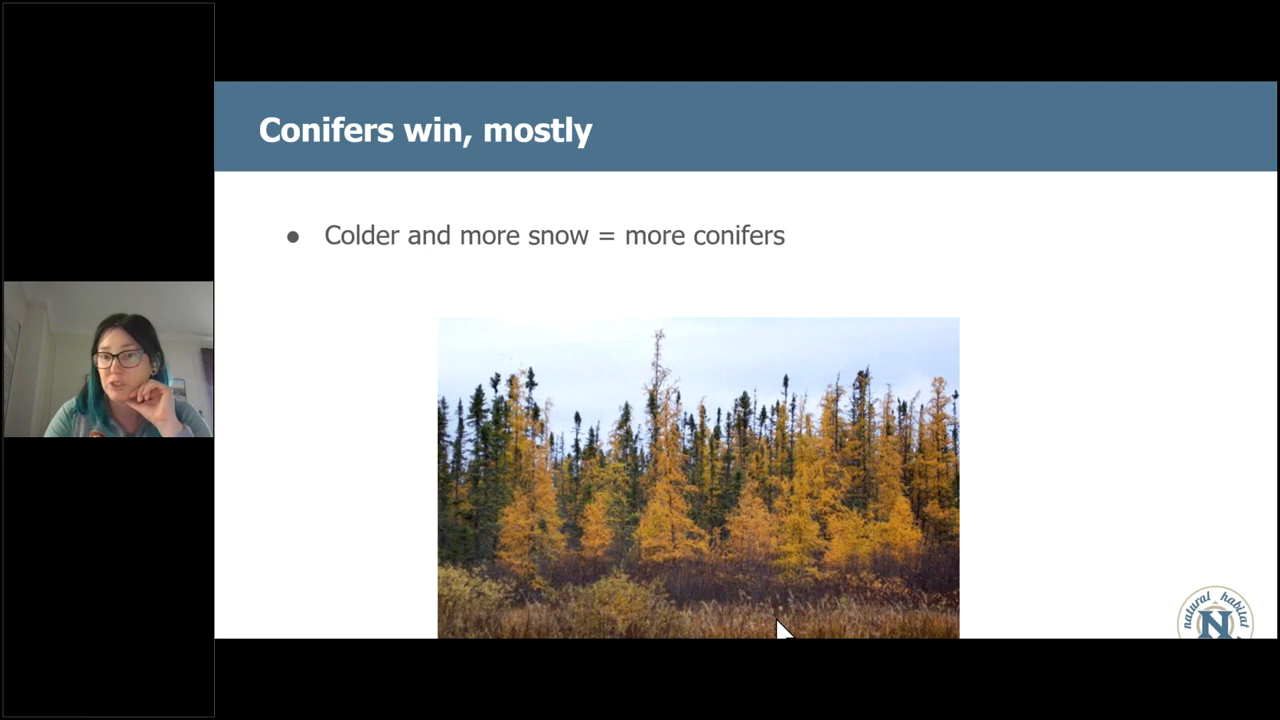 Conifers win, mostly
● Colder and more snow = more conifers
natural habitat
N